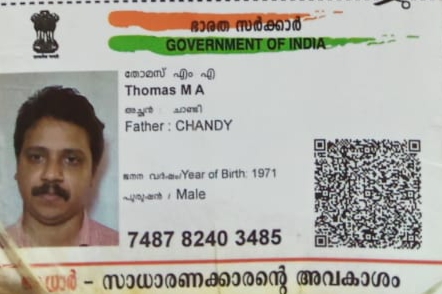 ഭാരത സർക്കാർ
GOVERNMENT OF INDIA
തോമസ് എം എ
Thomas M A
അച്ഛൻ : ചാണ്ടി
Father : CHANDY
ജനന വർഷം/Year of Birth: 1971
പുരുഷൻ / Male
7487 8240 3485
ആധാർ - സാധാരണക്കാരന്റെ അവകാശം